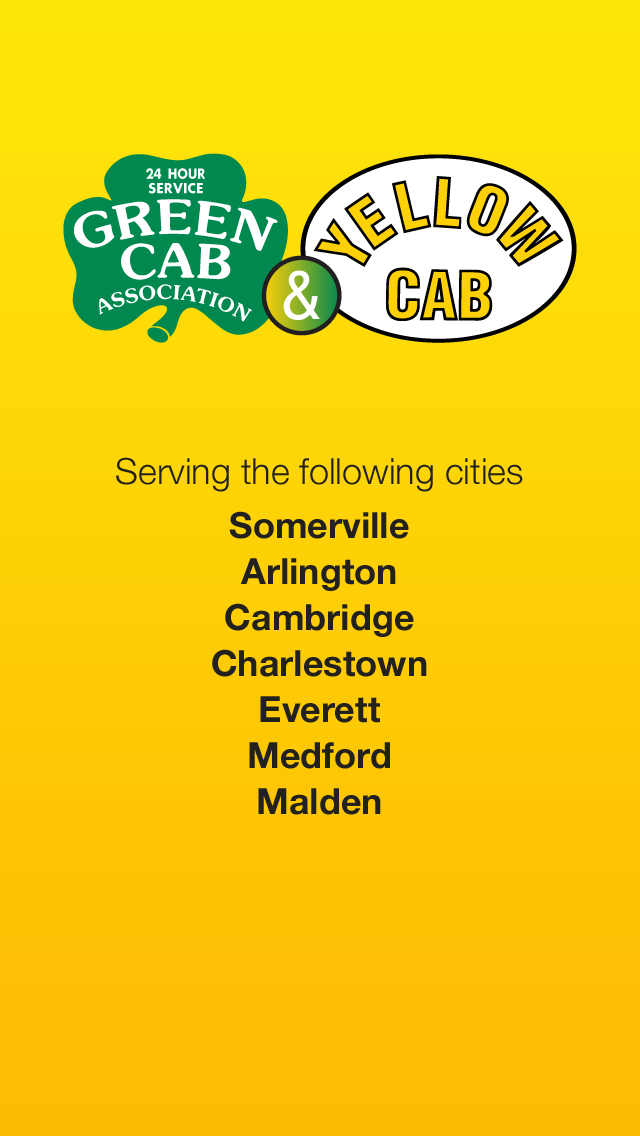 24 HOUR
SERVICE
GREEN
CAB
ASSOCIATION
&
YELLOW
CAB
Serving the following cities
Somerville
Arlington
Cambridge
Charlestown
Everett
Medford
Malden